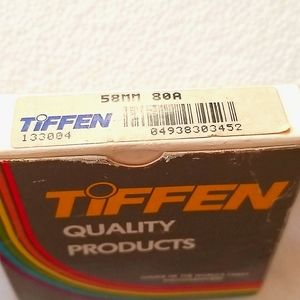 58MM 80A
TIFFEN
133004
04938303452
TIFFEN
QUALITY
PRODUCTS